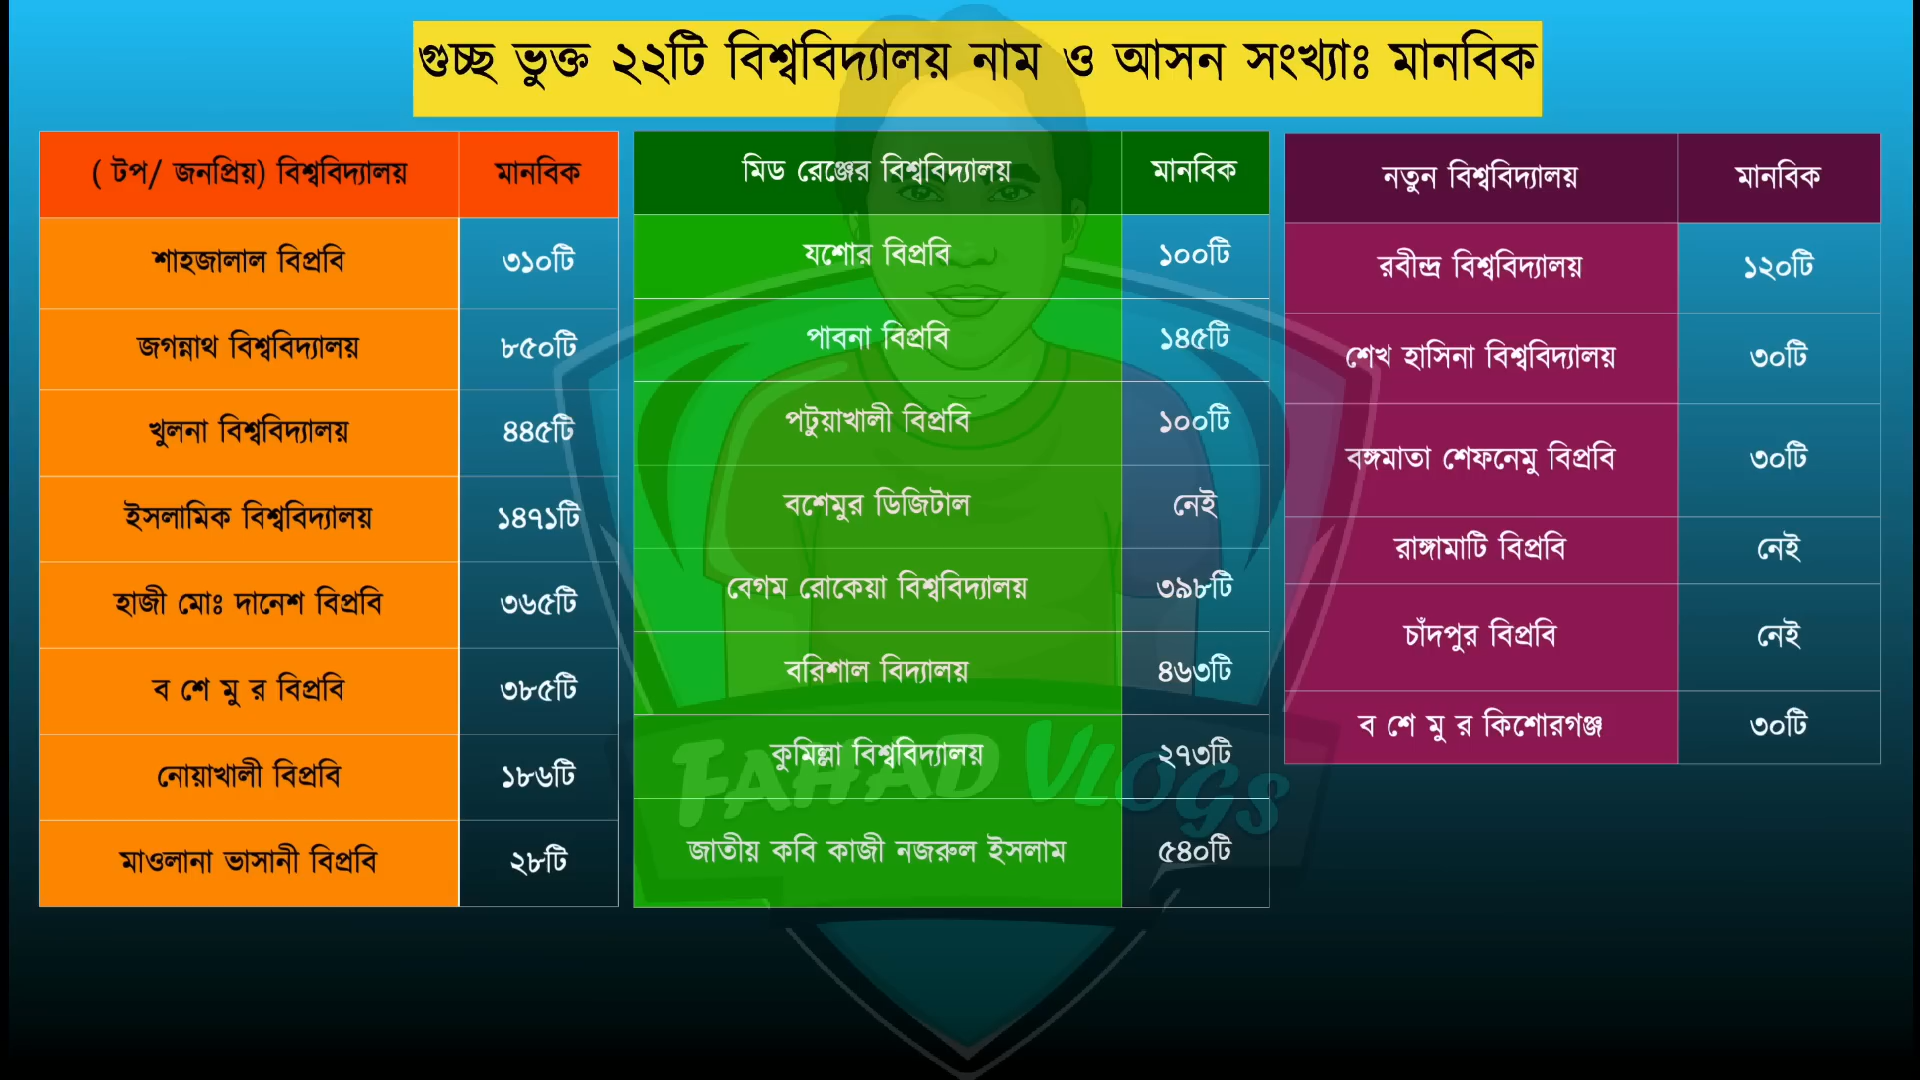 গুচ্ছ ভুক্ত ২২টি বিশ্ববিদ্যালয় নাম ও আসন সংখ্যাঃ মানবিক
( টপ/ জনপ্রিয়) বিশ্ববিদ্যালয় মানবিক
শাহজালাল বিপ্রবি ৩১০টি
জগন্নাথ বিশ্ববিদ্যালয় ৮৫০টি
খুলনা বিশ্ববিদ্যালয় ৪৪৫টি
ইসলামিক বিশ্ববিদ্যালয় ১৪৭১টি
হাজী মোঃ দানেশ বিপ্রবি ৩৬৫টি
ব শে মু র বিপ্রবি ৩৮৫টি
নোয়াখালী বিপ্রবি ১৮৬টি
মাওলানা ভাসানী বিপ্রবি ২৮টি
মিড রেঞ্জের বিশ্ববিদ্যালয় মানবিক
যশোর বিপ্রবি ১০০টি
পাবনা বিপ্রবি ১৪৫টি
পটুয়াখালী বিপ্রবি ১০০টি
বশেমুর ডিজিটাল নেই
বেগম রোকেয়া বিশ্ববিদ্যালয় ৩৯৮টি
বরিশাল বিদ্যালয় ৪৬৩টি
কুমিল্লা বিশ্ববিদ্যালয় ২৭৩টি
জাতীয় কবি কাজী নজরুল ইসলাম ৫৪০টি
নতুন বিশ্ববিদ্যালয় মানবিক
রবীন্দ্র বিশ্ববিদ্যালয় ১২০টি
শেখ হাসিনা বিশ্ববিদ্যালয় ৩০টি
বঙ্গমাতা শেফনেমু বিপ্রবি ৩০টি
রাঙ্গামাটি বিপ্রবি নেই
চাঁদপুর বিপ্রবি নেই
ব শে মু র কিশোরগঞ্জ ৩০টি
FAHAD VLOGS